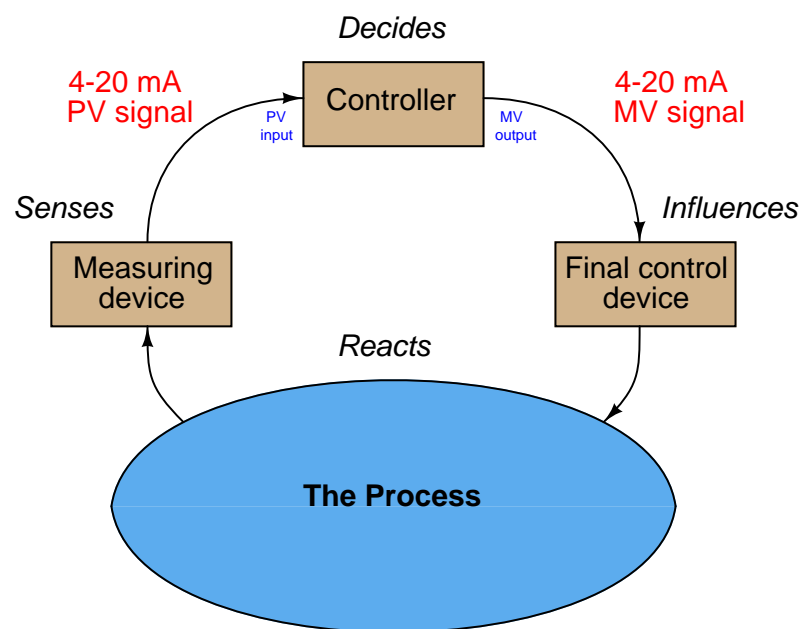 Decides
4-20 mA
PV signal
Controller
4-20 mA
MV signal
PV
input
MV
output
Senses
Influences
Measuring
device
Final control
device
Reacts
The Process